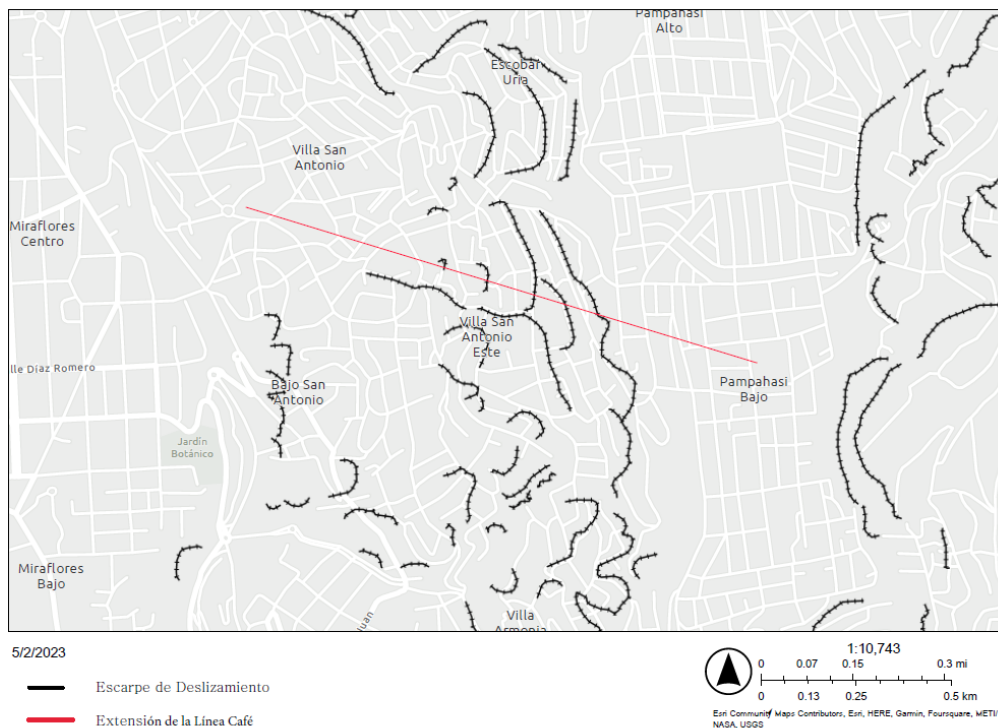 Pampahasi
Alto
Escobar
Uria
Villa San
Antonio
Miraflores
Centro
Villa San
Antonio
Este
lle Díaz Romero
Bajo San
Antonio
Pampahasi
Bajo
Jardín
Botánico
Miraflores
Bajo
Villa
Armonia
Juan
5/2/2023
Escarpe de Deslizamiento
Extensión de la Línea Café
1:10,743
0 0.07 0.15 0.3 mi
0 0.13 0.25 0.5 km
Esri Community Maps Contributors, Esri, HERE, Garmin, Foursquare, METI/
NASA, USGS